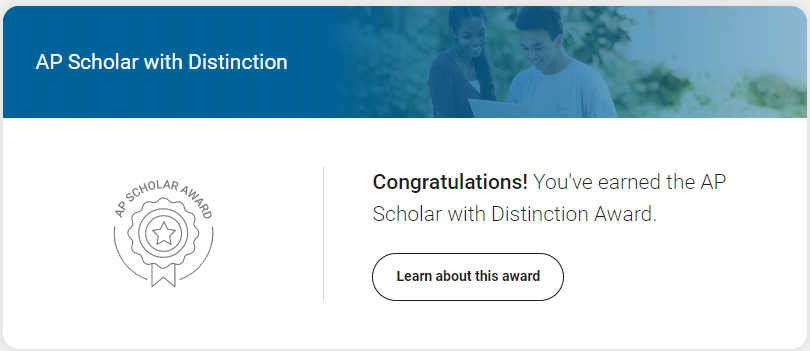 AP Scholar with Distinction
AP SCHOLAR AWARD
Congratulations! You've earned the AP
Scholar with Distinction Award.
Learn about this award